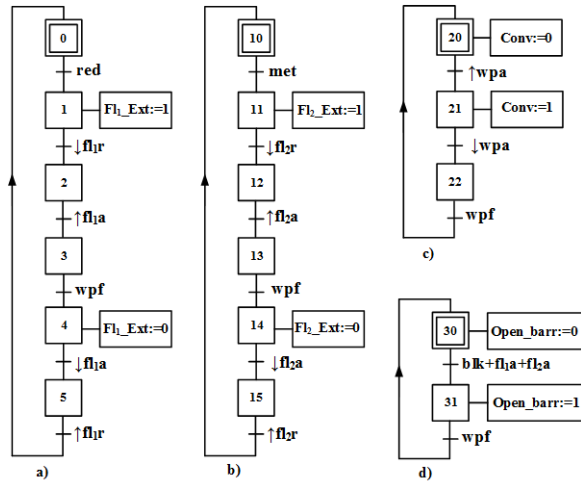 0
red
1
Fl₁_Ext:=1
↓fl₁r
2
↑fl₁a
3
wpf
4
Fl₁_Ext:=0
↓fl₁a
5
↑fl₁r
a)
10
met
11
Fl₂_Ext:=1
↓fl₂r
12
↑fl₂a
13
wpf
14
Fl₂_Ext:=0
↓fl₂a
15
↑fl₂r
b)
20
Conv:=0
↑wpa
21
Conv:=1
↓wpa
22
wpf
c)
30
Open_barr:=0
blk+fl₁a+fl₂a
31
Open_barr:=1
wpf
d)